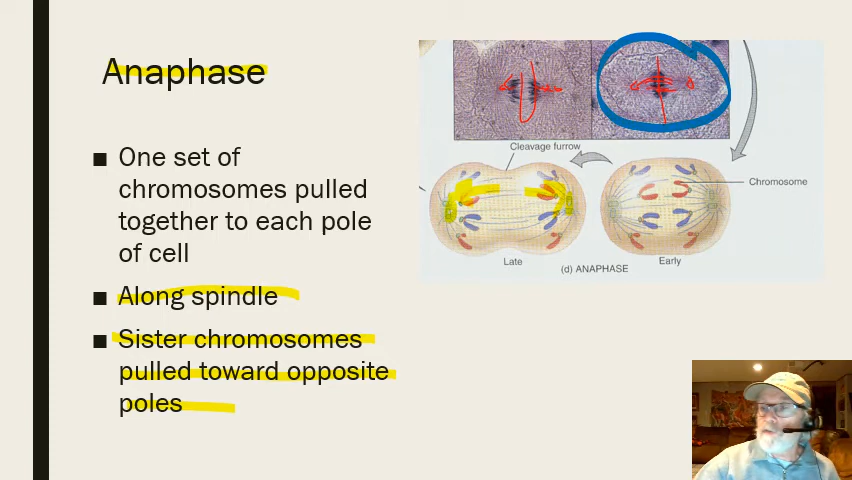 Anaphase
One set of
chromosomes pulled
together to each pole
of cell
Along spindle
Sister chromosomes
pulled toward opposite
poles
Cleavage furrow
Chromosome
Late
Early
(d) ANAPHASE